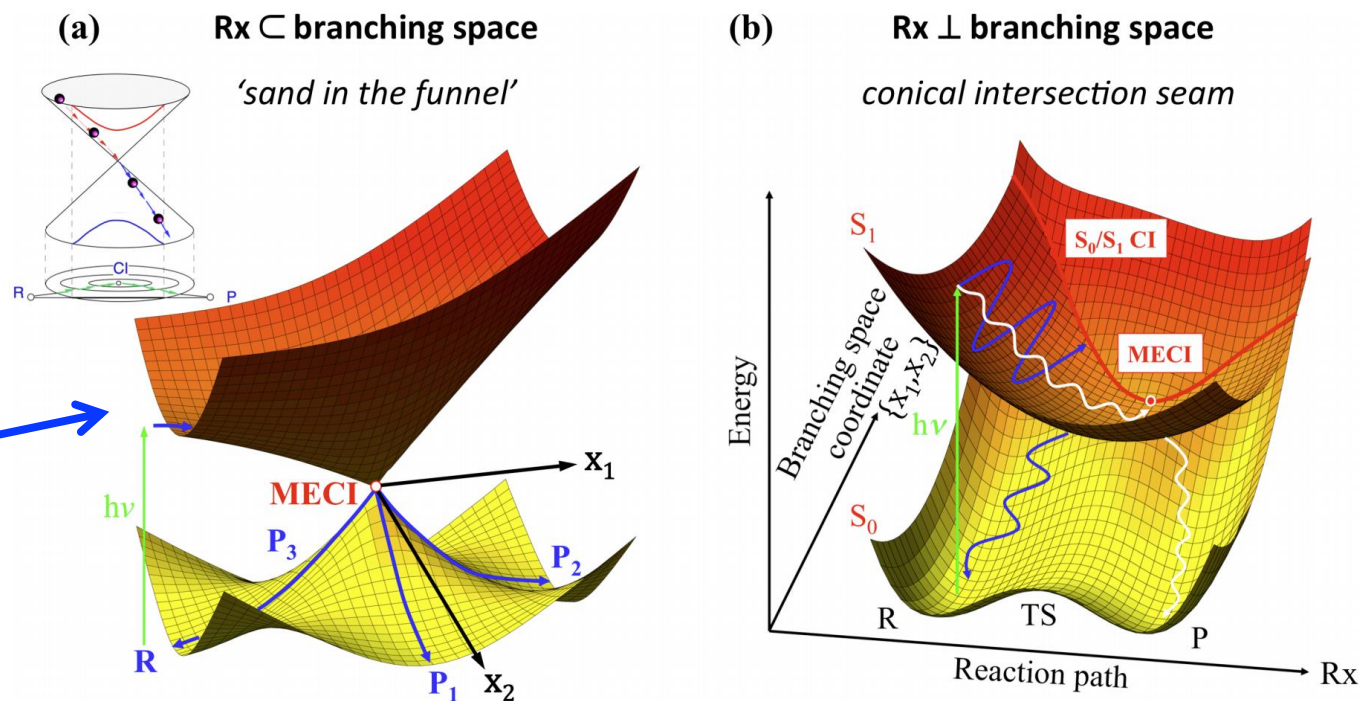 (a) Rx ⊂ branching space
'sand in the funnel'
CI
R
P
hν
MECI
x₁
x₂
P₃
P₂
P₁
R
(b) Rx ⊥ branching space
conical intersection seam
Energy
Branching space
coordinate
{x₁,x₂}
S₁
S₀/S₁ CI
MECI
hν
S₀
R
TS
P
Reaction path
Rx